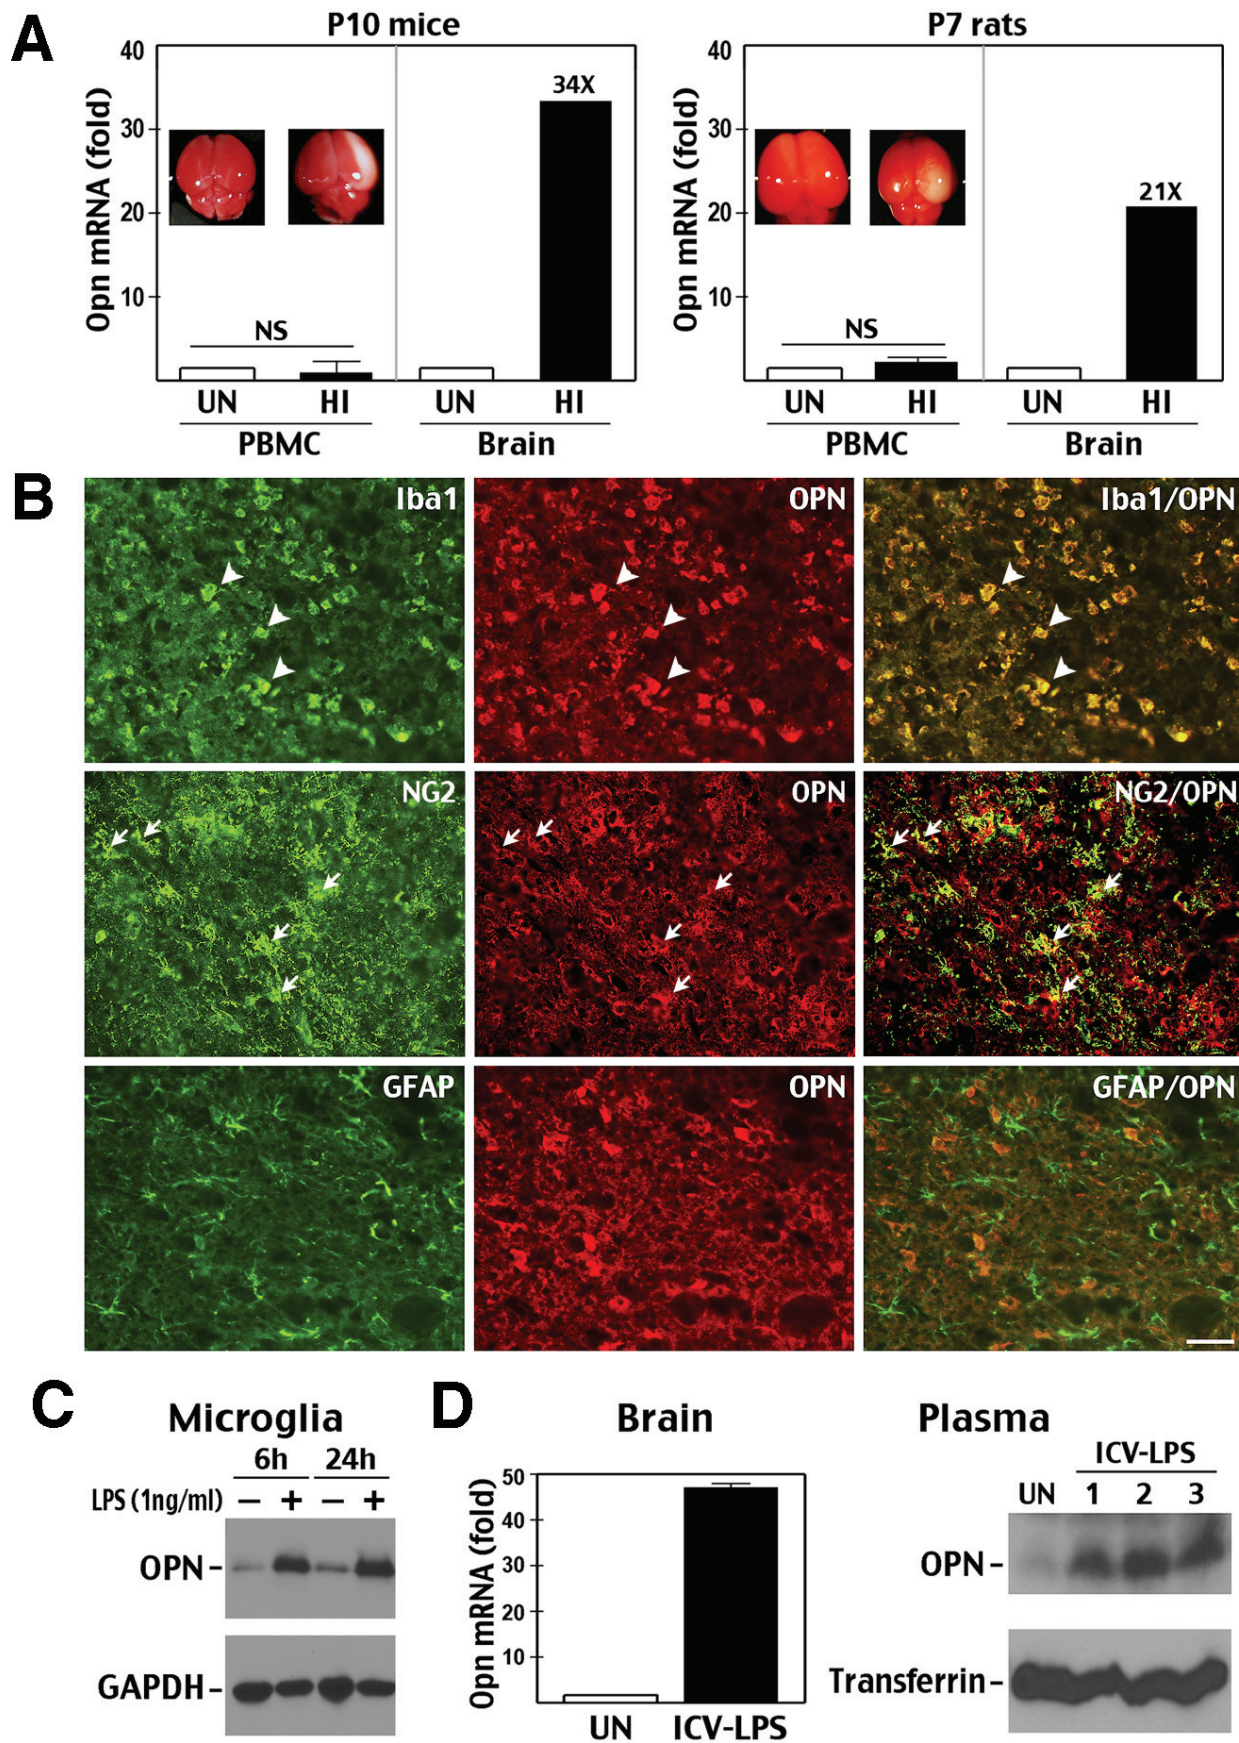 A
P10 mice
P7 rats
Opn mRNA (fold)
40
30
20
10
34X
NS
UN HI UN HI
PBMC Brain
Opn mRNA (fold)
40
30
20
10
21X
NS
UN HI UN HI
PBMC Brain
B
Iba1 OPN Iba1/OPN
NG2 OPN NG2/OPN
GFAP OPN GFAP/OPN
C
Microglia
6h 24h
LPS (1ng/ml) – + – +
OPN –
GAPDH –
D
Brain
Opn mRNA (fold)
50
40
30
20
10
UN ICV-LPS
Plasma
ICV-LPS
UN 1 2 3
OPN –
Transferrin –